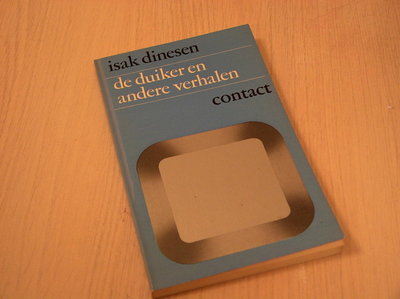 isak dinesen
de duiker en
andere verhalen
contact